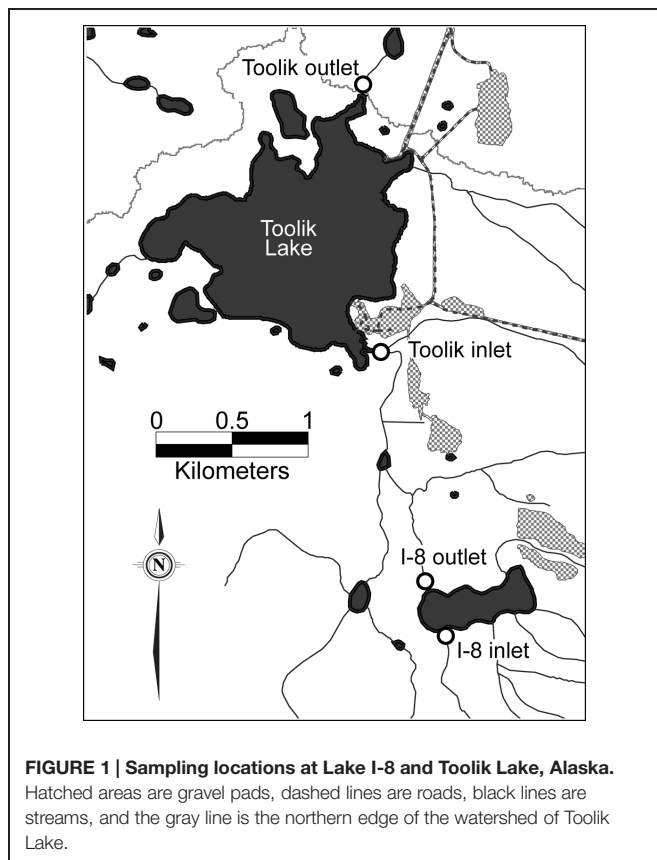 Toolik outlet
Toolik
Lake
Toolik inlet
0 0.5 1
Kilometers
I-8 outlet
N
I-8 inlet
FIGURE 1 | Sampling locations at Lake I-8 and Toolik Lake, Alaska.
Hatched areas are gravel pads, dashed lines are roads, black lines are
streams, and the gray line is the northern edge of the watershed of Toolik
Lake.